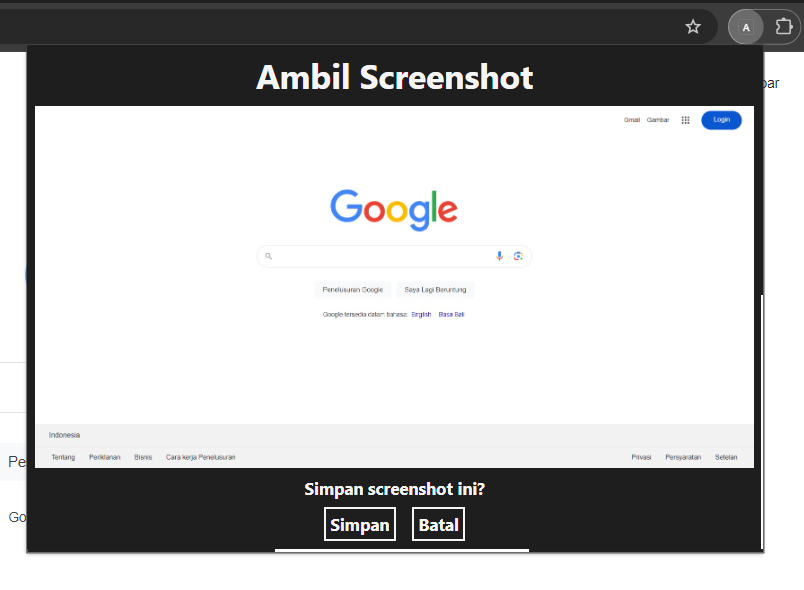 A
bar
Ambil Screenshot
Gmail Gambar Login
Google
Penelusuran Google Saya Lagi Beruntung
Google tersedia dalam bahasa: English Basa Bali
Indonesia
Tentang Periklanan Bisnis Cara kerja Penelusuran Privasi Persyaratan Setelan
Pe
Simpan screenshot ini?
Go
Simpan Batal